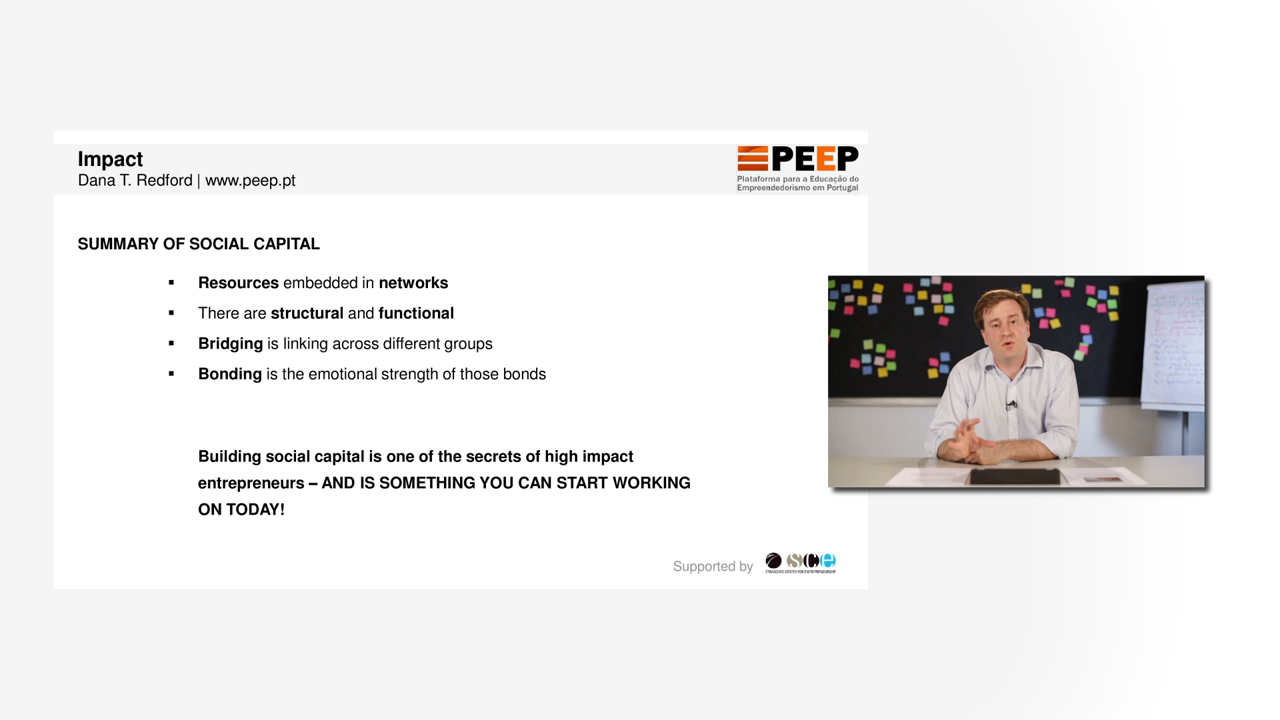 Impact
Dana T. Redford | www.peep.pt
PEEP
Plataforma para a Educação do
Empreendedorismo em Portugal
SUMMARY OF SOCIAL CAPITAL
▪ Resources embedded in networks
▪ There are structural and functional
▪ Bridging is linking across different groups
▪ Bonding is the emotional strength of those bonds
Building social capital is one of the secrets of high impact
entrepreneurs – AND IS SOMETHING YOU CAN START WORKING
ON TODAY!
Supported by
sce